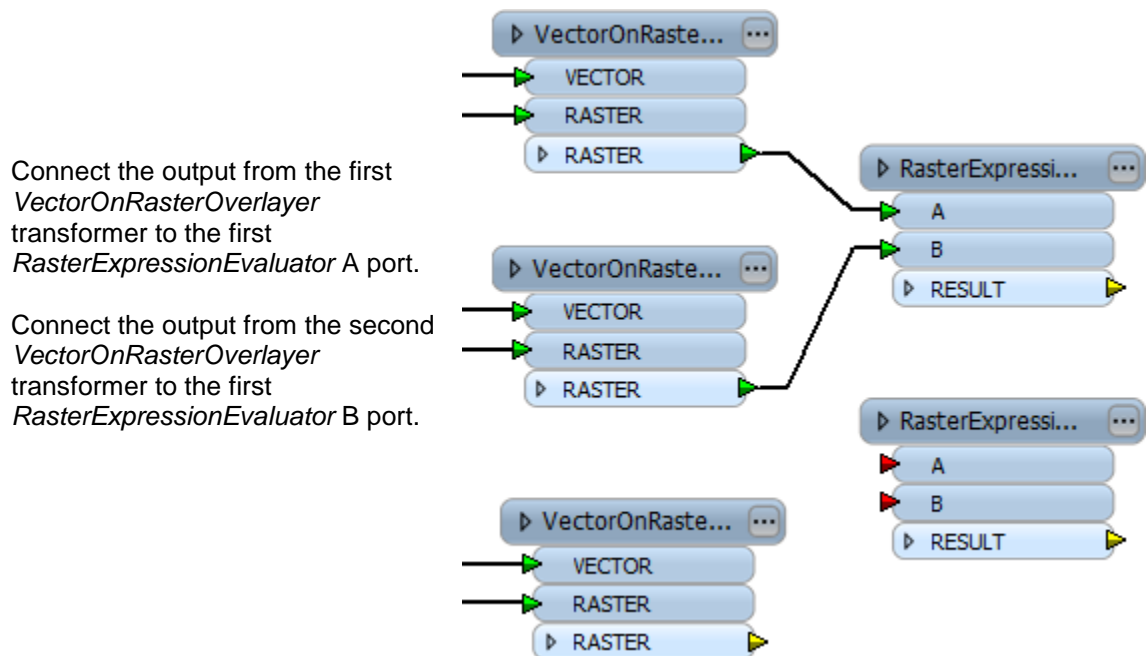 Connect the output from the first
VectorOnRasterOverlayer
transformer to the first
RasterExpressionEvaluator A port.
Connect the output from the second
VectorOnRasterOverlayer
transformer to the first
RasterExpressionEvaluator B port.
VectorOnRaste...
VECTOR
RASTER
RASTER
VectorOnRaste...
VECTOR
RASTER
RASTER
VectorOnRaste...
VECTOR
RASTER
RASTER
RasterExpressi...
A
B
RESULT
RasterExpressi...
A
B
RESULT